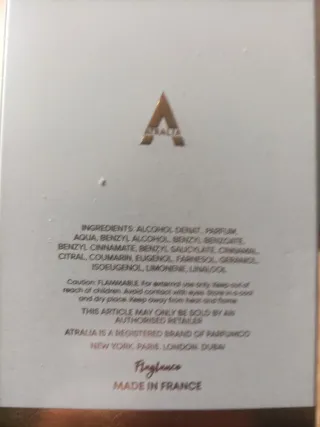 A
ATRALIA
INGREDIENTS: ALCOHOL DENAT, PARFUM,
AQUA, BENZYL ALCOHOL, BENZYL BENZOATE,
BENZYL CINNAMATE, BENZYL SALICYLATE, CINNAMAL,
CITRAL, COUMARIN, EUGENOL, FARNESOL, GERANIOL,
ISOEUGENOL, LIMONENE, LINALOOL
Caution: FLAMMABLE. For external use only. Keep out of
reach of children. Avoid contact with eyes. Store in a cool
and dry place. Keep away from heat and flame
THIS ARTICLE MAY ONLY BE SOLD BY AN
AUTHORISED RETAILER
ATRALIA IS A REGISTERED BRAND OF PARFUMCO
NEW YORK. PARIS. LONDON. DUBAI
Fragrance
MADE IN FRANCE